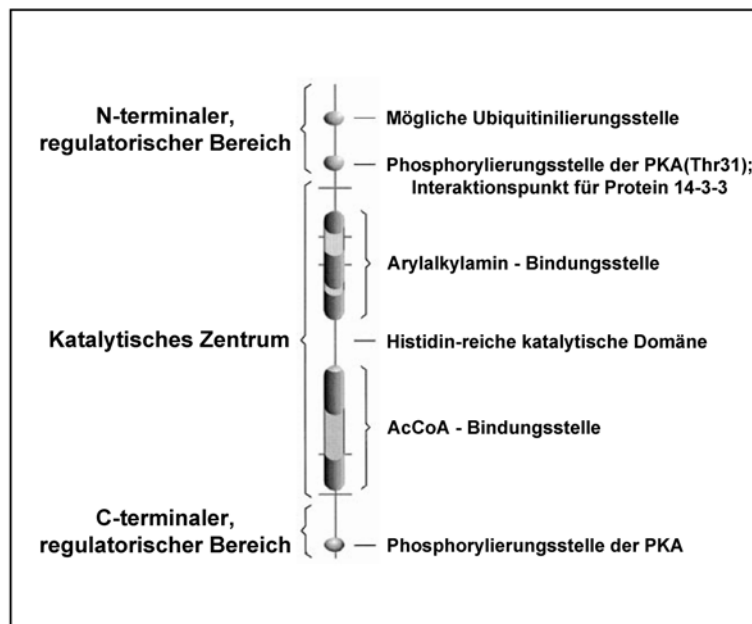 N-terminaler,
regulatorischer Bereich
Mögliche Ubiquitinilierungsstelle
Phosphorylierungsstelle der PKA(Thr31);
Interaktionspunkt für Protein 14-3-3
Katalytisches Zentrum
Arylalkylamin - Bindungsstelle
Histidin-reiche katalytische Domäne
AcCoA - Bindungsstelle
C-terminaler,
regulatorischer Bereich
Phosphorylierungsstelle der PKA